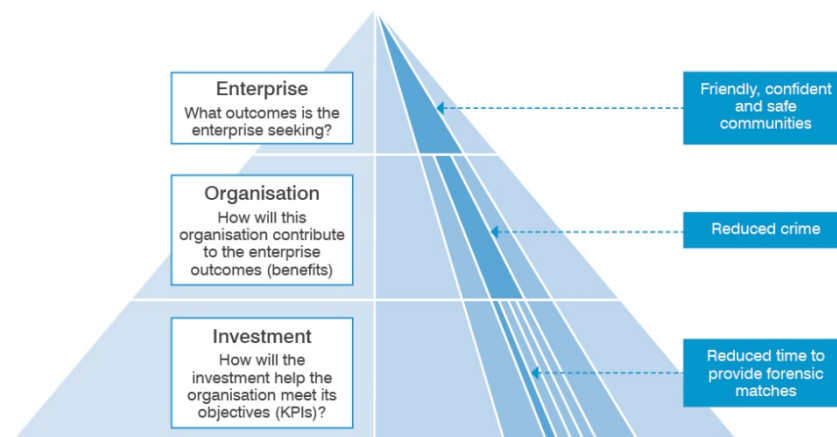 Enterprise
What outcomes is the
enterprise seeking?
Friendly, confident
and safe
communities
Organisation
How will this
organisation contribute
to the enterprise
outcomes (benefits)
Reduced crime
Investment
How will the
investment help the
organisation meet its
objectives (KPIs)?
Reduced time to
provide forensic
matches